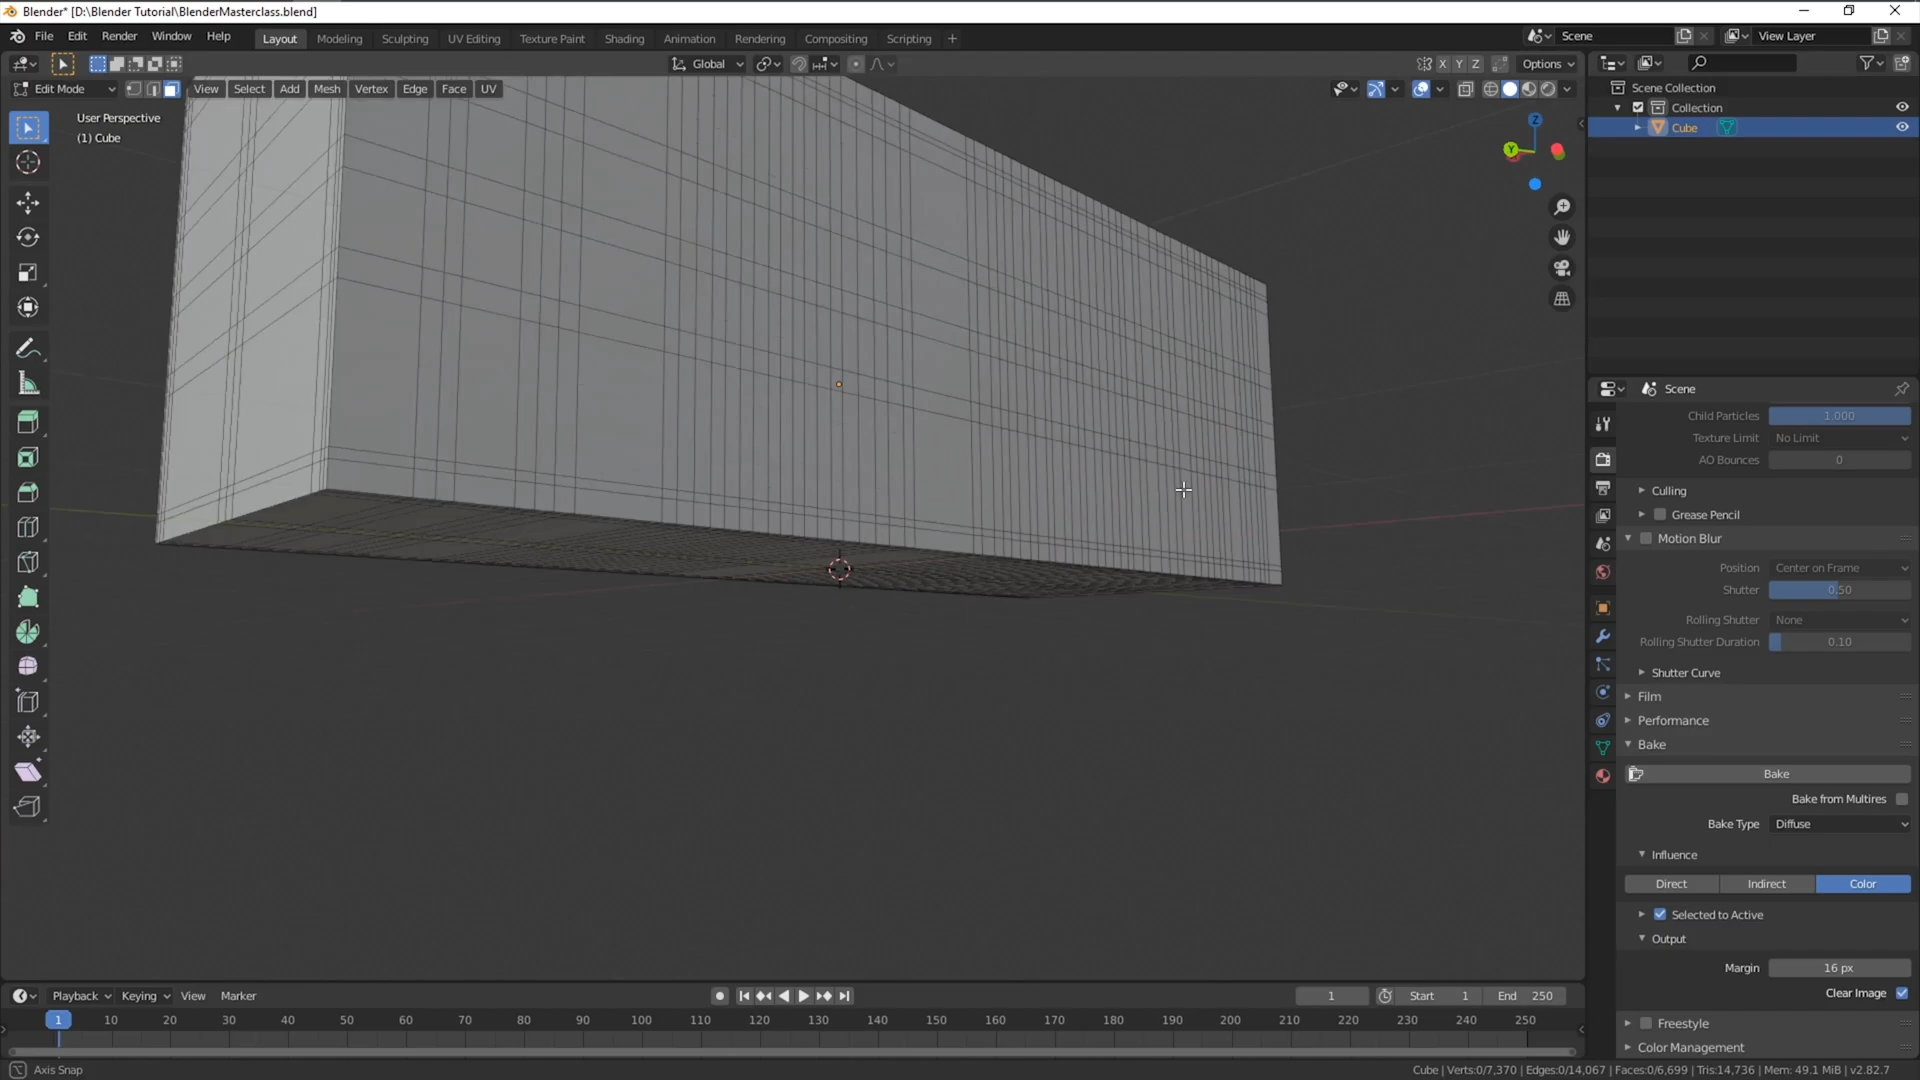 Blender* [D:\Blender Tutorial\BlenderMasterclass.blend]
File Edit Render Window Help Layout Modeling Sculpting UV Editing Texture Paint Shading Animation Rendering Compositing Scripting + Scene View Layer
Global X Y Z Options
Edit Mode View Select Add Mesh Vertex Edge Face UV
User Perspective
(1) Cube
Z
Y
Scene Collection
Collection
Cube
Scene
Child Particles 1.000
Texture Limit No Limit
AO Bounces 0
Culling
Grease Pencil
Motion Blur
Position Center on Frame
Shutter 0.50
Rolling Shutter None
Rolling Shutter Duration 0.10
Shutter Curve
Film
Performance
Bake
Bake
Bake from Multires
Bake Type Diffuse
Influence
Direct Indirect Color
Selected to Active
Output
Margin 16 px
Clear Image
Freestyle
Color Management
Playback Keying View Marker 1 Start 1 End 250
1 10 20 30 40 50 60 70 80 90 100 110 120 130 140 150 160 170 180 190 200 210 220 230 240 250
Axis Snap
Cube | Verts:0/7,370 | Edges:0/14,067 | Faces:0/6,699 | Tris:14,736 | Mem: 49.1 MiB | v2.82.7